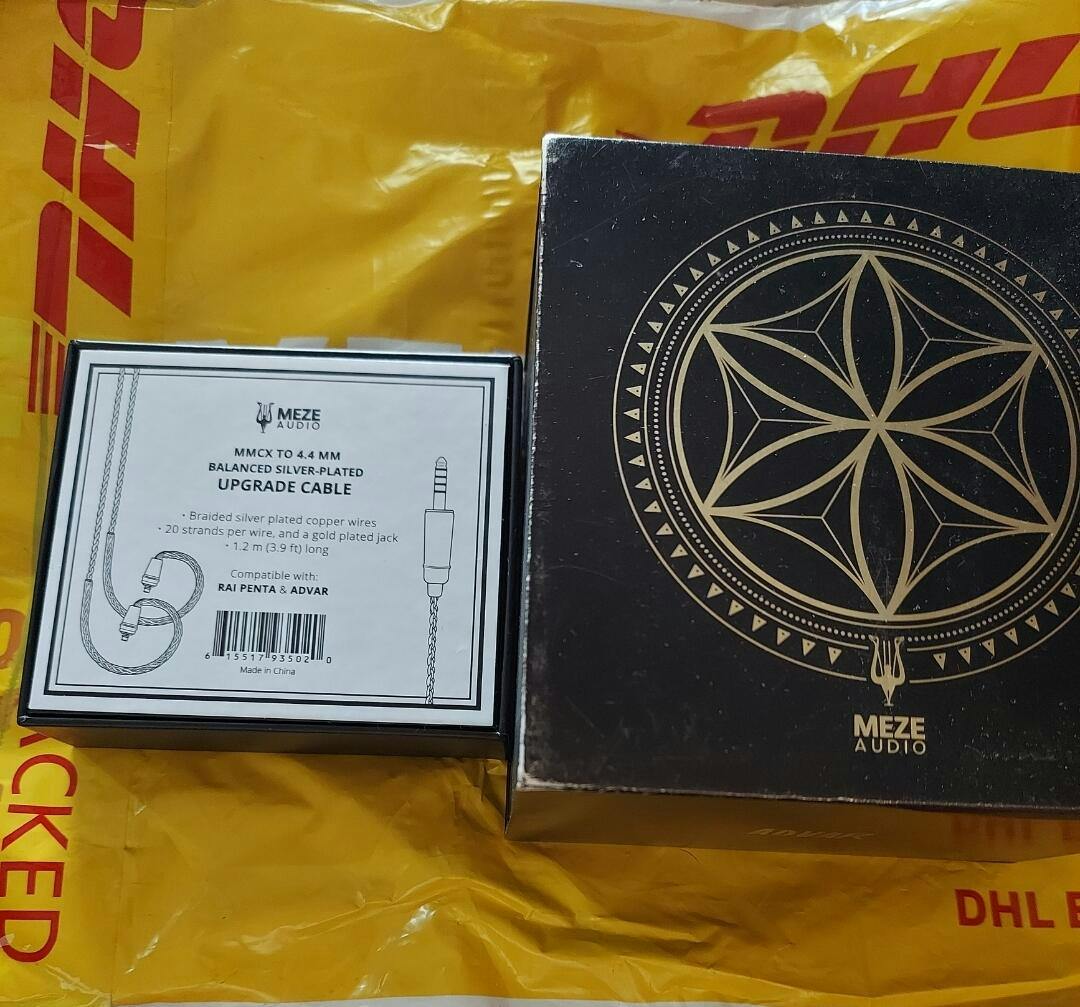 DHL
DHL
MEZE
AUDIO
MMCX TO 4.4 MM
BALANCED SILVER-PLATED
UPGRADE CABLE
• Braided silver plated copper wires
• 20 strands per wire, and a gold plated jack
• 1.2 m (3.9 ft) long
Compatible with:
RAI PENTA & ADVAR
6 15517 93502 0
Made in China
MEZE
AUDIO
ADVAR
CKED
DHL